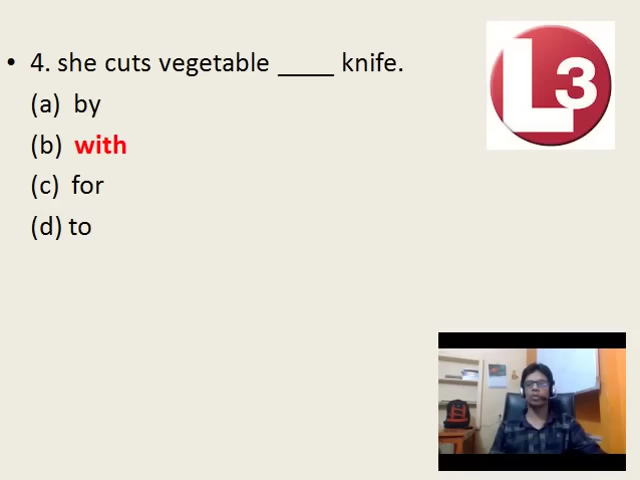 • 4. she cuts vegetable ____ knife.
(a) by
(b) with
(c) for
(d) to
L3